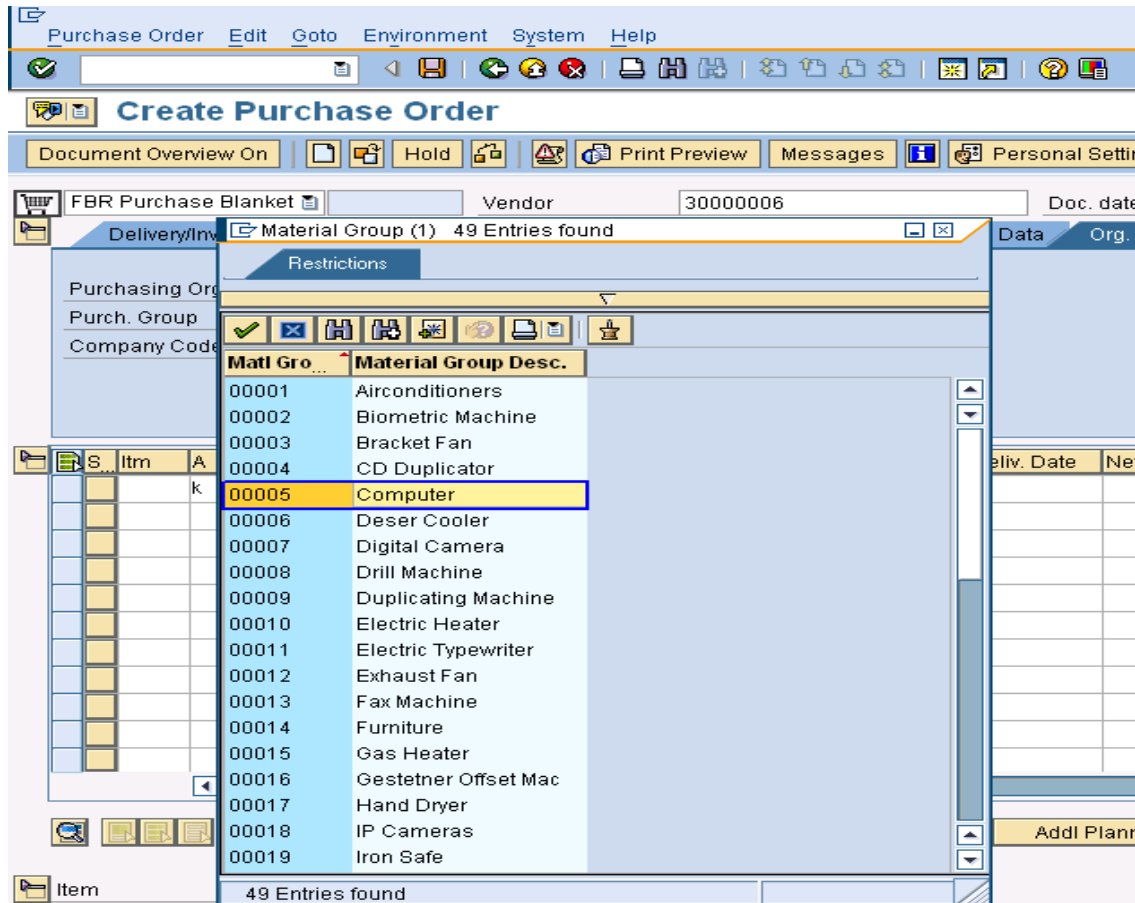 Purchase Order Edit Goto Environment System Help
Create Purchase Order
Document Overview On Hold Print Preview Messages Personal Settin
FBR Purchase Blanket Vendor 30000006 Doc. date
Delivery/Inv Material Group (1) 49 Entries found Data Org.
Restrictions
Purchasing Org
Purch. Group
Company Code
Matl Gro... Material Group Desc.
00001 Airconditioners
00002 Biometric Machine
00003 Bracket Fan
00004 CD Duplicator
S... Itm A eliv. Date Ne
k
00005 Computer
00006 Deser Cooler
00007 Digital Camera
00008 Drill Machine
00009 Duplicating Machine
00010 Electric Heater
00011 Electric Typewriter
00012 Exhaust Fan
00013 Fax Machine
00014 Furniture
00015 Gas Heater
00016 Gestetner Offset Mac
00017 Hand Dryer
00018 IP Cameras
00019 Iron Safe
Addl Plann
Item
49 Entries found